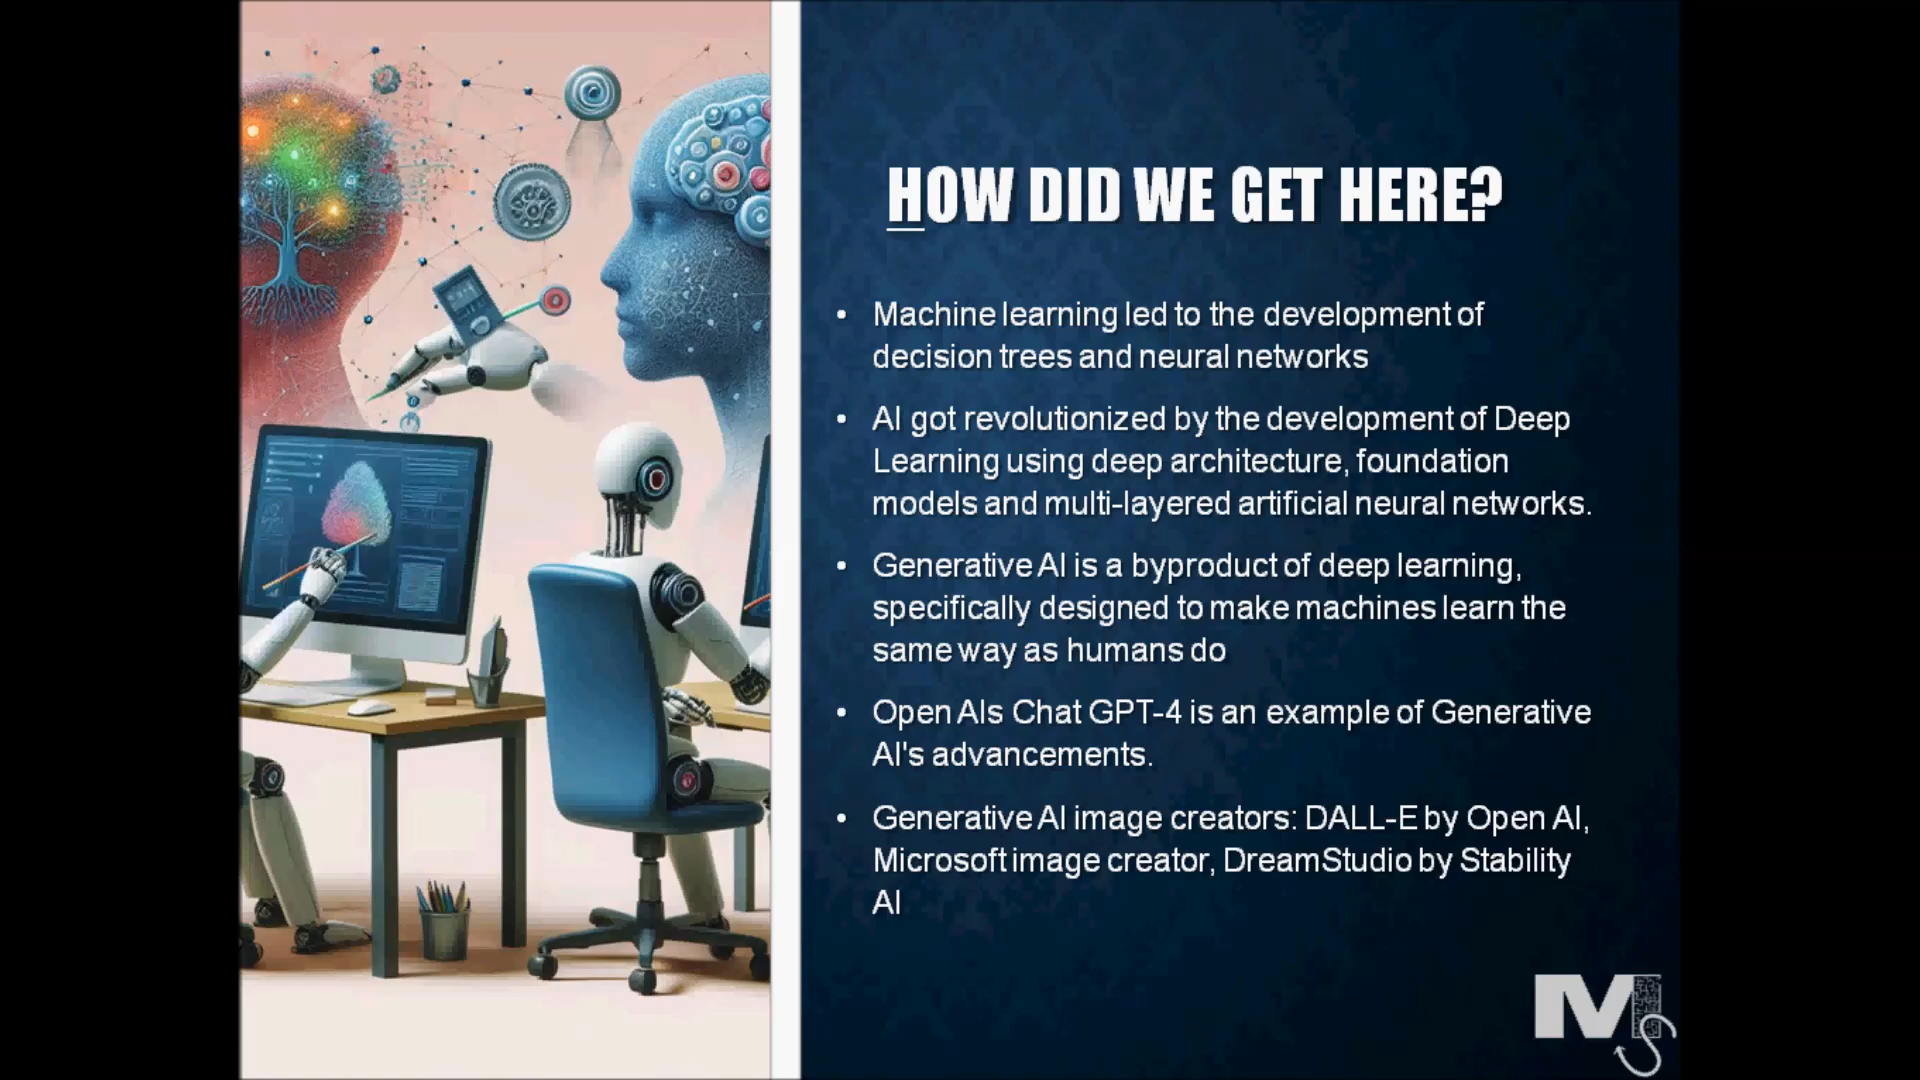 HOW DID WE GET HERE?
• Machine learning led to the development of
decision trees and neural networks
• AI got revolutionized by the development of Deep
Learning using deep architecture, foundation
models and multi-layered artificial neural networks.
• Generative AI is a byproduct of deep learning,
specifically designed to make machines learn the
same way as humans do
• Open AIs Chat GPT-4 is an example of Generative
AI's advancements.
• Generative AI image creators: DALL-E by Open AI,
Microsoft image creator, DreamStudio by Stability
AI